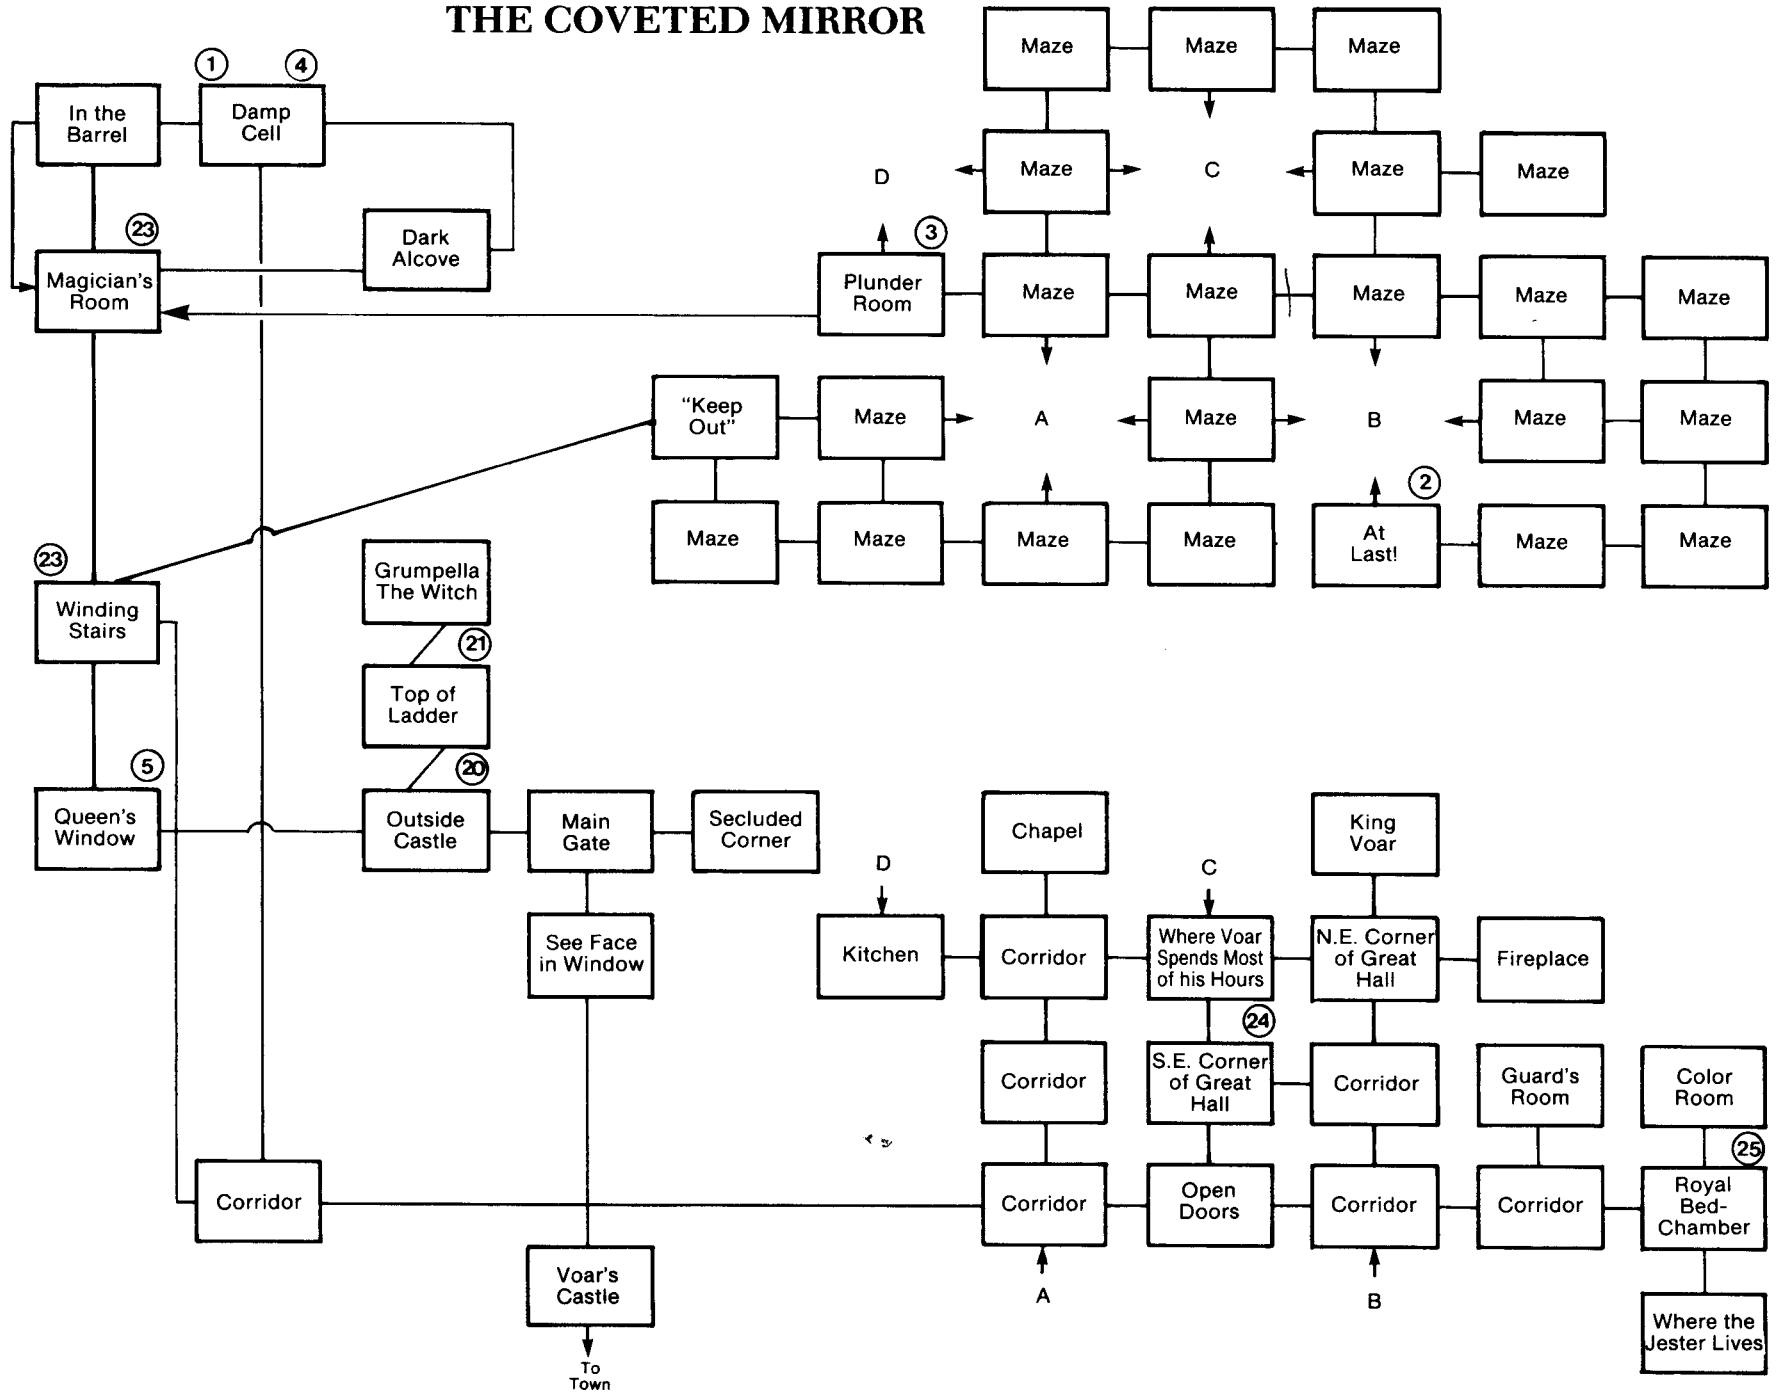 THE COVETED MIRROR
Maze
Maze
Maze
1
4
In the
Barrel
Damp
Cell
Maze
C
Maze
Maze
D
23
3
Dark
Alcove
Magician's
Room
Plunder
Room
Maze
Maze
Maze
Maze
Maze
"Keep
Out"
Maze
A
Maze
B
Maze
Maze
2
Maze
Maze
Maze
Maze
At
Last!
Maze
Maze
23
Grumpella
The Witch
Winding
Stairs
21
Top of
Ladder
5
20
Queen's
Window
Outside
Castle
Main
Gate
Secluded
Corner
Chapel
King
Voar
D
C
See Face
in Window
Kitchen
Corridor
Where Voar
Spends Most
of his Hours
N.E. Corner
of Great
Hall
Fireplace
24
Corridor
S.E. Corner
of Great
Hall
Corridor
Guard's
Room
Color
Room
25
Corridor
Corridor
Open
Doors
Corridor
Corridor
Royal
Bed-
Chamber
Voar's
Castle
A
B
Where the
Jester Lives
To
Town